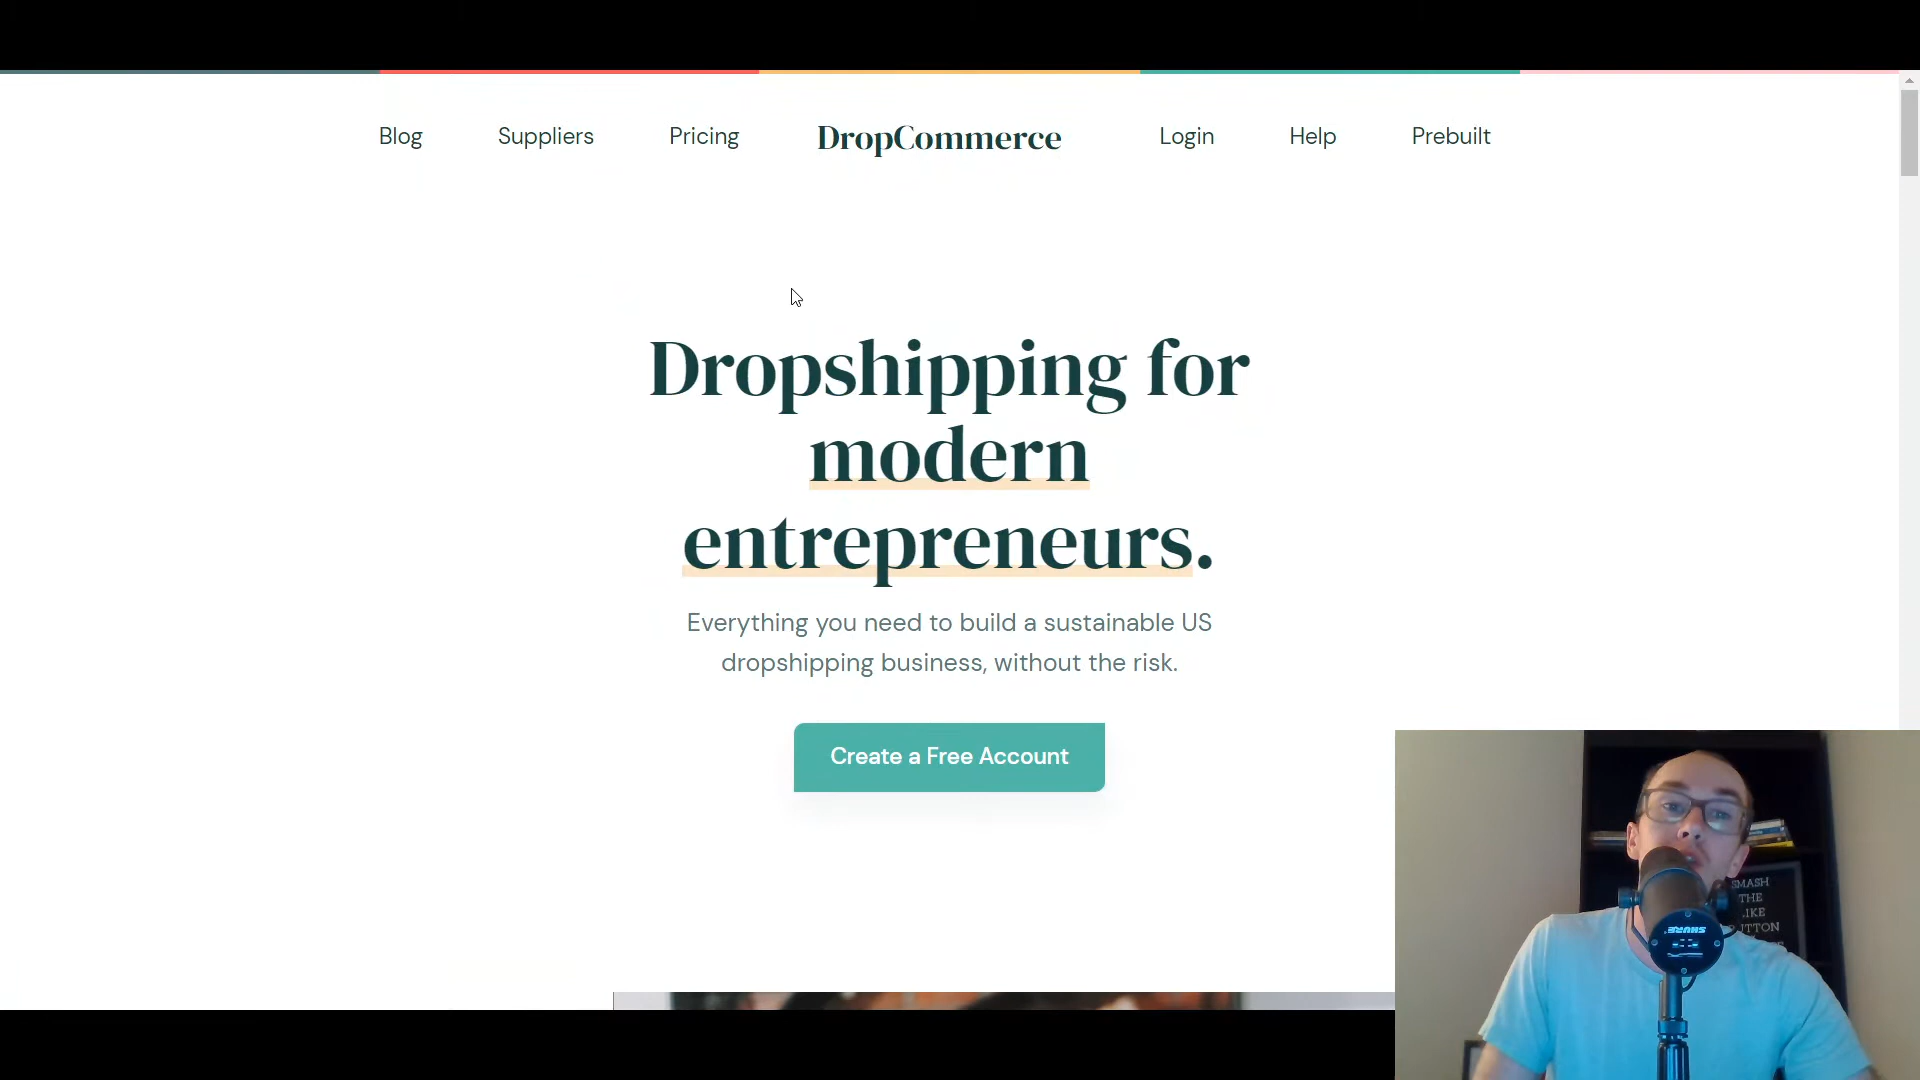 Blog Suppliers Pricing DropCommerce Login Help Prebuilt
Dropshipping for
modern
entrepreneurs.
Everything you need to build a sustainable US
dropshipping business, without the risk.
Create a Free Account
SMASH
THE
SHURE